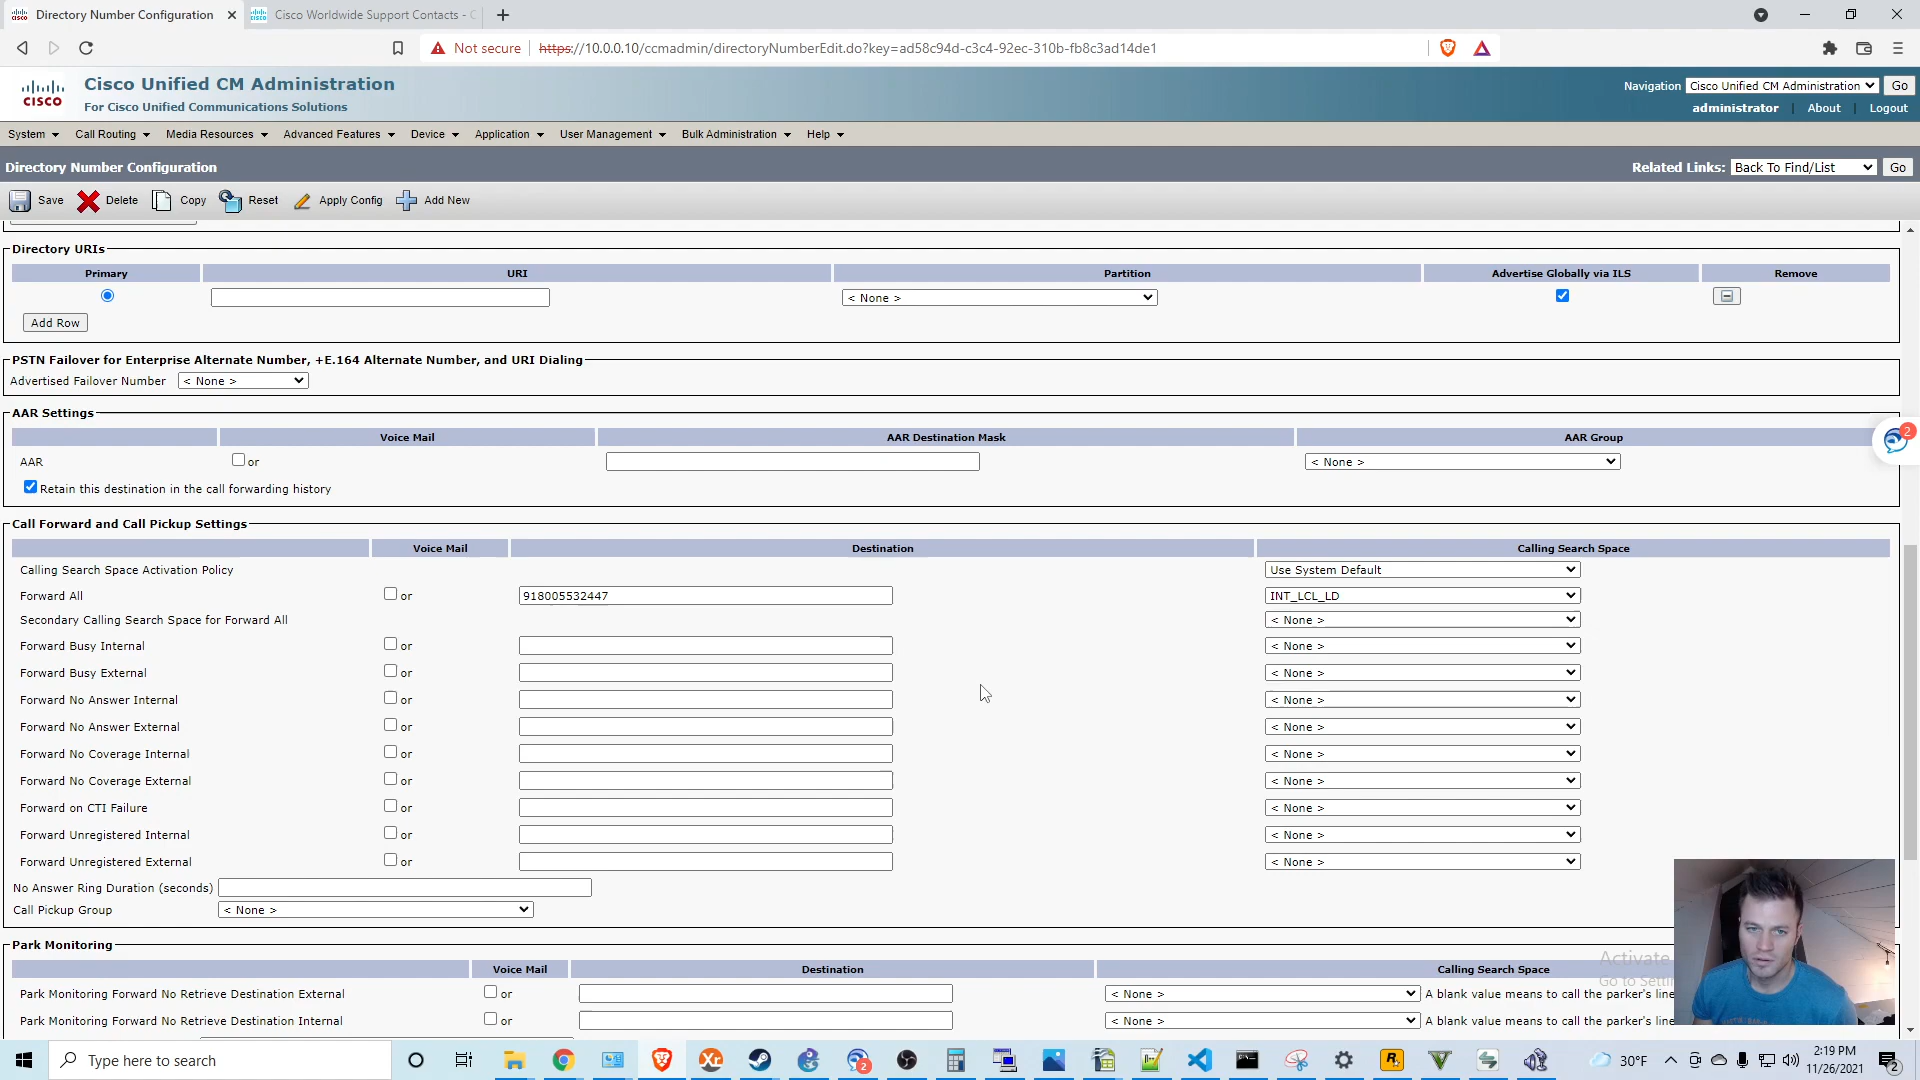 Directory Number Configuration
Cisco Worldwide Support Contacts -
Not secure
https://10.0.0.10/ccmadmin/directoryNumberEdit.do?key=ad58c94d-c3c4-92ec-310b-fb8c3ad14de1
CISCO
Cisco Unified CM Administration
For Cisco Unified Communications Solutions
Navigation Cisco Unified CM Administration Go
administrator | About | Logout
System Call Routing Media Resources Advanced Features Device Application User Management Bulk Administration Help
Directory Number Configuration
Related Links: Back To Find/List Go
Save Delete Copy Reset Apply Config Add New
Directory URIs
Primary URI Partition Advertise Globally via ILS Remove
< None >
Add Row
PSTN Failover for Enterprise Alternate Number, +E.164 Alternate Number, and URI Dialing
Advertised Failover Number < None >
AAR Settings
Voice Mail AAR Destination Mask AAR Group
AAR or < None >
Retain this destination in the call forwarding history
2
Call Forward and Call Pickup Settings
Voice Mail Destination Calling Search Space
Calling Search Space Activation Policy Use System Default
Forward All or 918005532447 INT_LCL_LD
Secondary Calling Search Space for Forward All < None >
Forward Busy Internal or < None >
Forward Busy External or < None >
Forward No Answer Internal or < None >
Forward No Answer External or < None >
Forward No Coverage Internal or < None >
Forward No Coverage External or < None >
Forward on CTI Failure or < None >
Forward Unregistered Internal or < None >
Forward Unregistered External or < None >
No Answer Ring Duration (seconds)
Call Pickup Group < None >
Park Monitoring
Voice Mail Destination Calling Search Space
Park Monitoring Forward No Retrieve Destination External or < None > A blank value means to call the parker's line
Park Monitoring Forward No Retrieve Destination Internal or < None > A blank value means to call the parker's line
Activate
Go to Setti
Type here to search
Xr
2
R
30°F
2:19 PM
11/26/2021
2